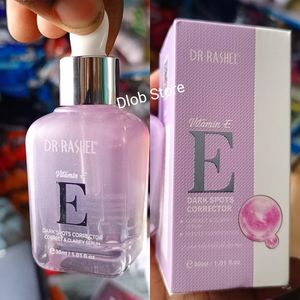 Dlob Store
DR·RASHEL®
Vitamin E
E
DARK SPOTS CORRECTOR
CORRECT & CLARIFY SERUM
℮30ml / 1.01 fl.oz
DR·RASHEL®
Vitamin E
E
DARK SPOTS
CORRECTOR
℮ 30ml / 1.01 fl.oz